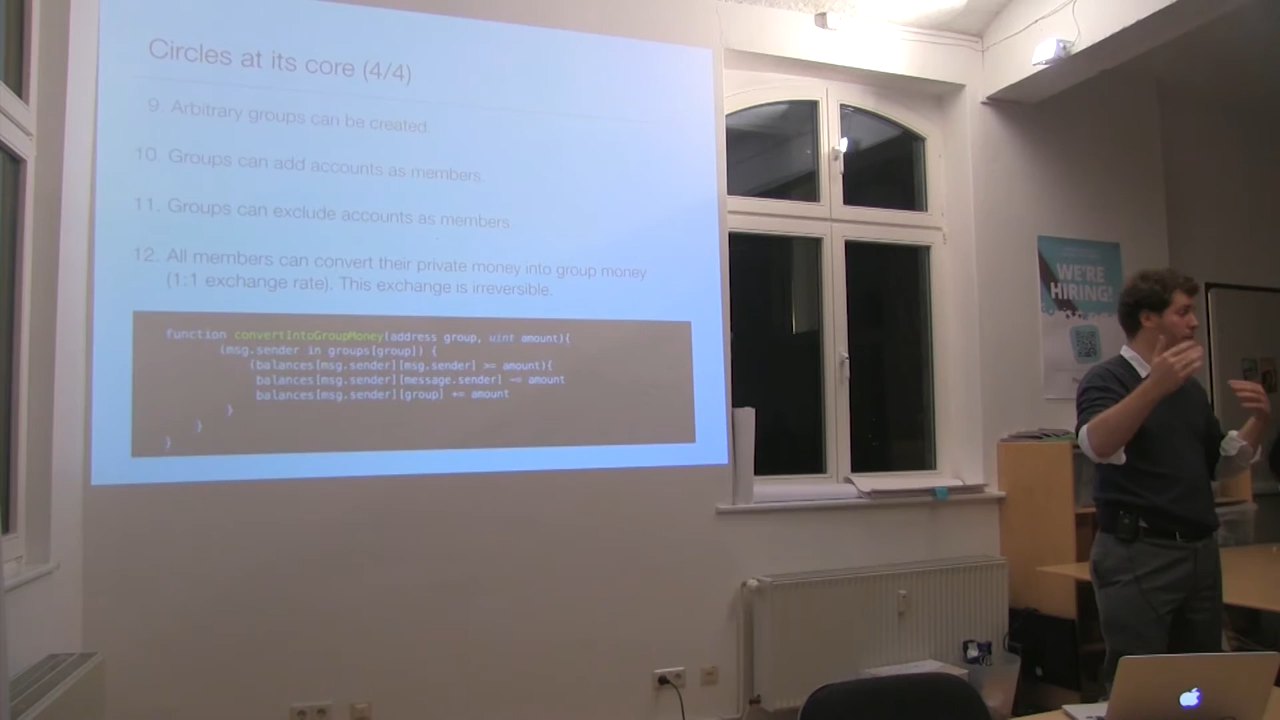 Circles at its core (4/4)
9. Arbitrary groups can be created.
10. Groups can add accounts as members.
11. Groups can exclude accounts as members.
12. All members can convert their private money into group money
(1:1 exchange rate). This exchange is irreversible.
function convertIntoGroupMoney(address group, uint amount){
(msg.sender in groups[group]) {
(balances[msg.sender][msg.sender] >= amount){
balances[msg.sender][message.sender] -= amount
balances[msg.sender][group] += amount
}
}
}
WE'RE
HIRING!